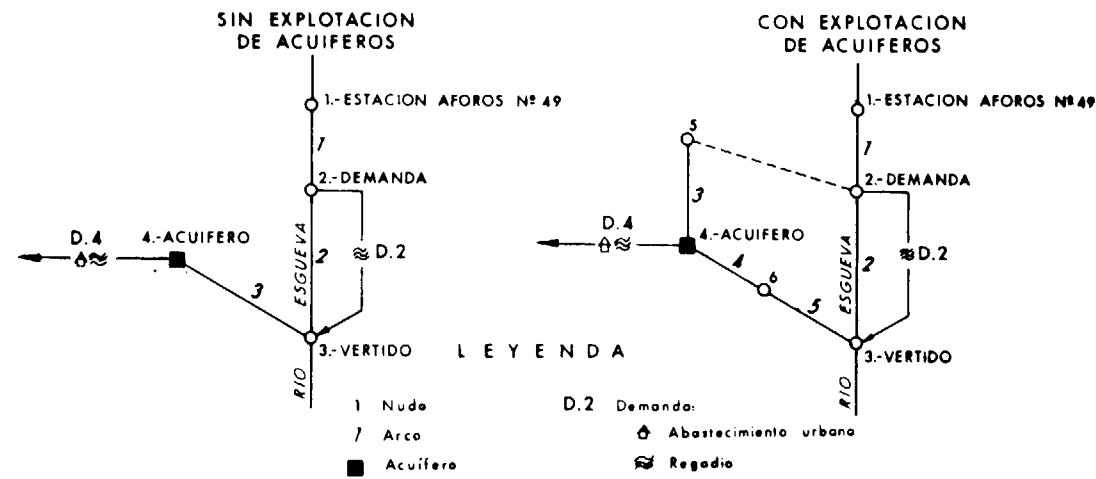 SIN EXPLOTACION
DE ACUIFEROS
1.-ESTACION AFOROS Nº 49
1
2.-DEMANDA
D.4
4.-ACUIFERO
ESGUEVA
2
D.2
3
3.-VERTIDO
RIO
CON EXPLOTACION
DE ACUIFEROS
1.-ESTACION AFOROS Nº 49
5
1
2.-DEMANDA
3
D.4
4.-ACUIFERO
4
6
ESGUEVA
2
D.2
5
3.-VERTIDO
RIO
LEYENDA
1 Nudo
1 Arco
Acuífero
D.2 Demanda:
Abastecimiento urbano
Regadio